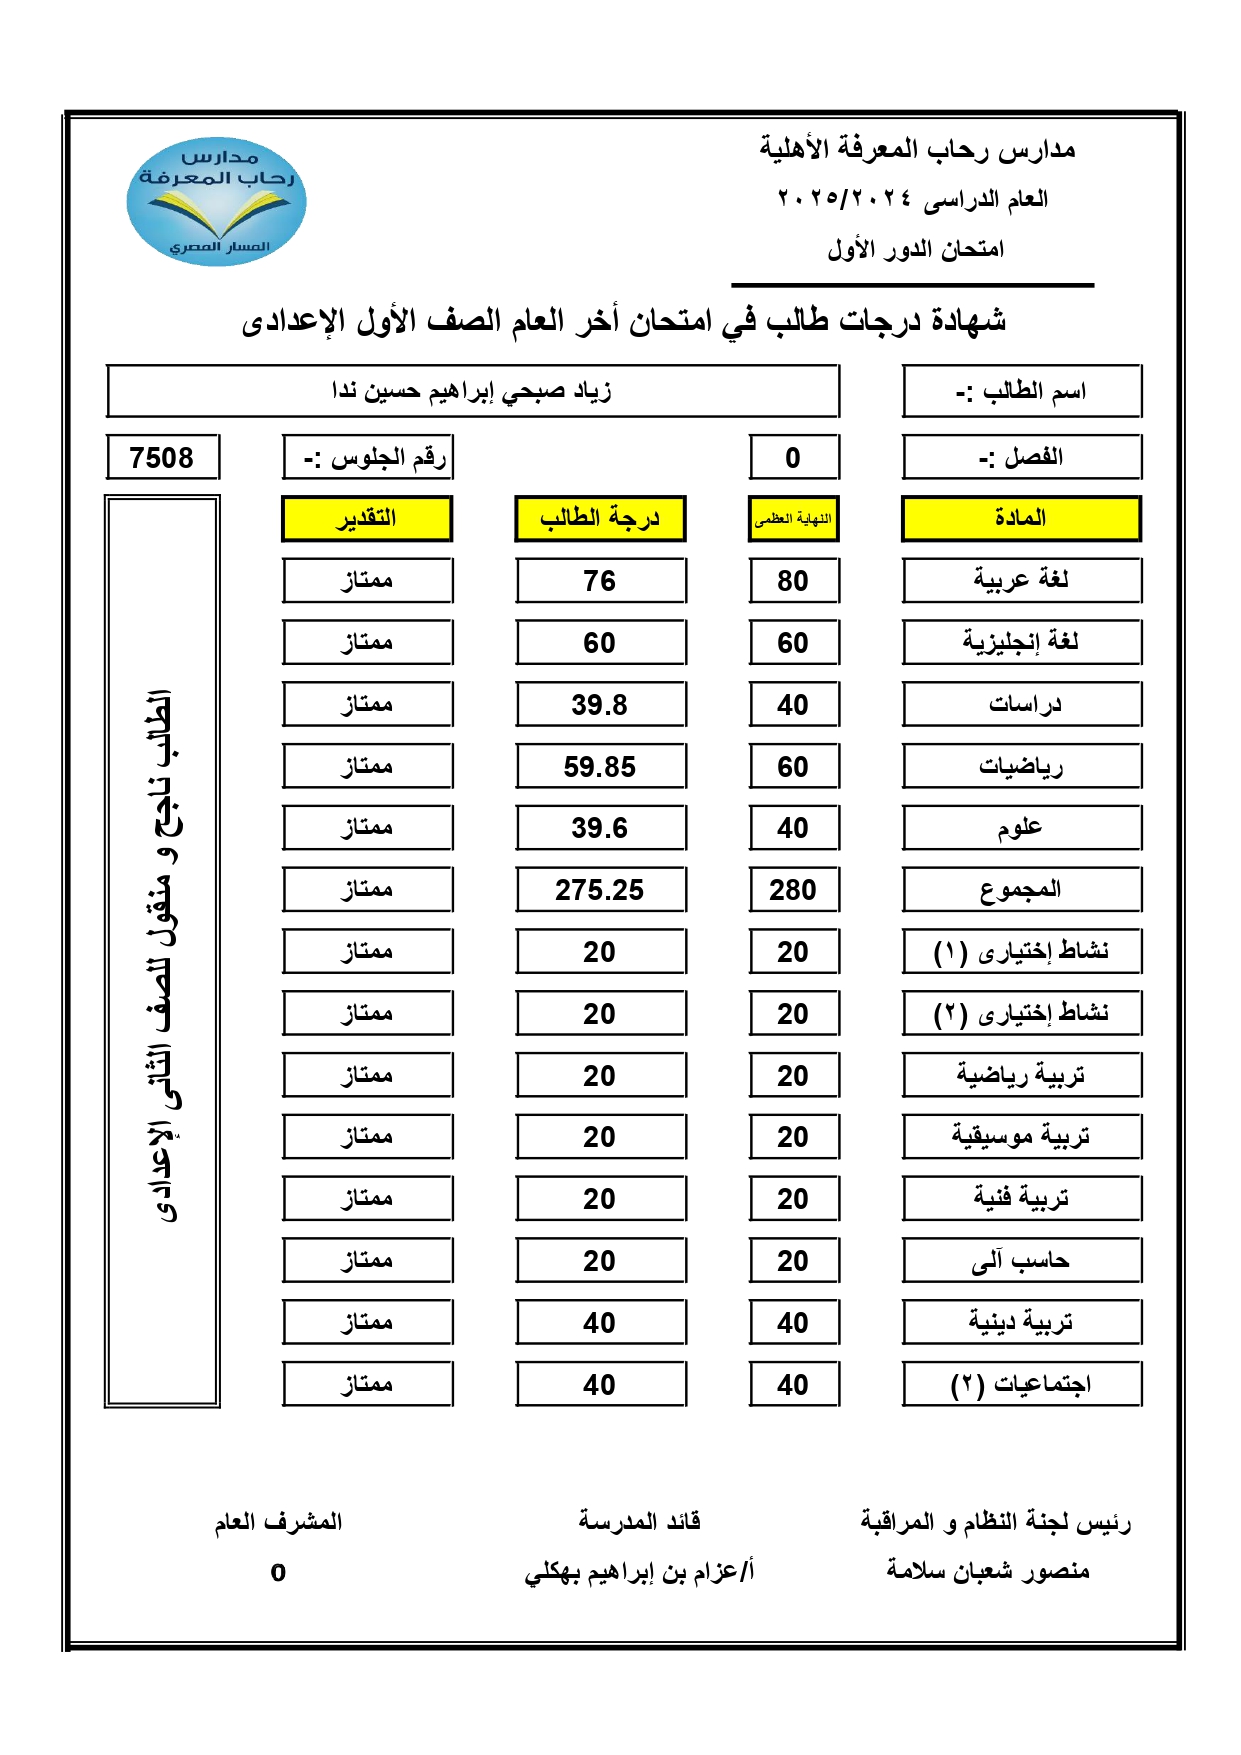 مدارس رحاب المعرفة الأهلية
العام الدراسى ٢٠٢٥/٢٠٢٤
امتحان الدور الأول
مدارس
رحاب المعرفة
المسار المصري
شهادة درجات طالب في امتحان أخر العام الصف الأول الإعدادى
اسم الطالب :- زياد صبحي إبراهيم حسين ندا
الفصل :- 0 رقم الجلوس :- 7508
المادة النهاية العظمى درجة الطالب التقدير
لغة عربية 80 76 ممتاز
لغة إنجليزية 60 60 ممتاز
دراسات 40 39.8 ممتاز
رياضيات 60 59.85 ممتاز
علوم 40 39.6 ممتاز
المجموع 280 275.25 ممتاز
نشاط إختيارى (١) 20 20 ممتاز
نشاط إختيارى (٢) 20 20 ممتاز
تربية رياضية 20 20 ممتاز
تربية موسيقية 20 20 ممتاز
تربية فنية 20 20 ممتاز
حاسب آلى 20 20 ممتاز
تربية دينية 40 40 ممتاز
اجتماعيات (٢) 40 40 ممتاز
الطالب ناجح و منقول للصف الثانى الإعدادى
رئيس لجنة النظام و المراقبة قائد المدرسة المشرف العام
منصور شعبان سلامة أ/عزام بن إبراهيم بهكلي 0